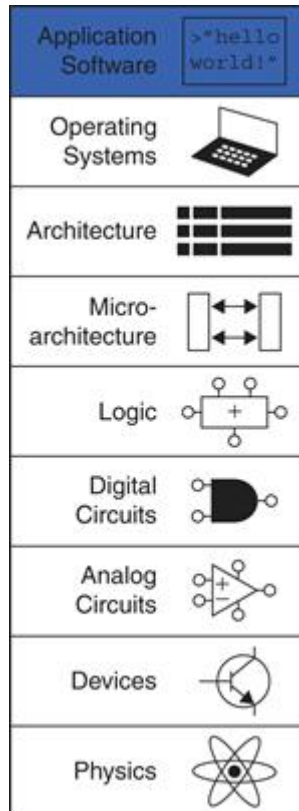 Application
Software
>"hello
world!"
Operating
Systems
Architecture
Micro-
architecture
Logic
+
Digital
Circuits
Analog
Circuits
+
−
Devices
Physics